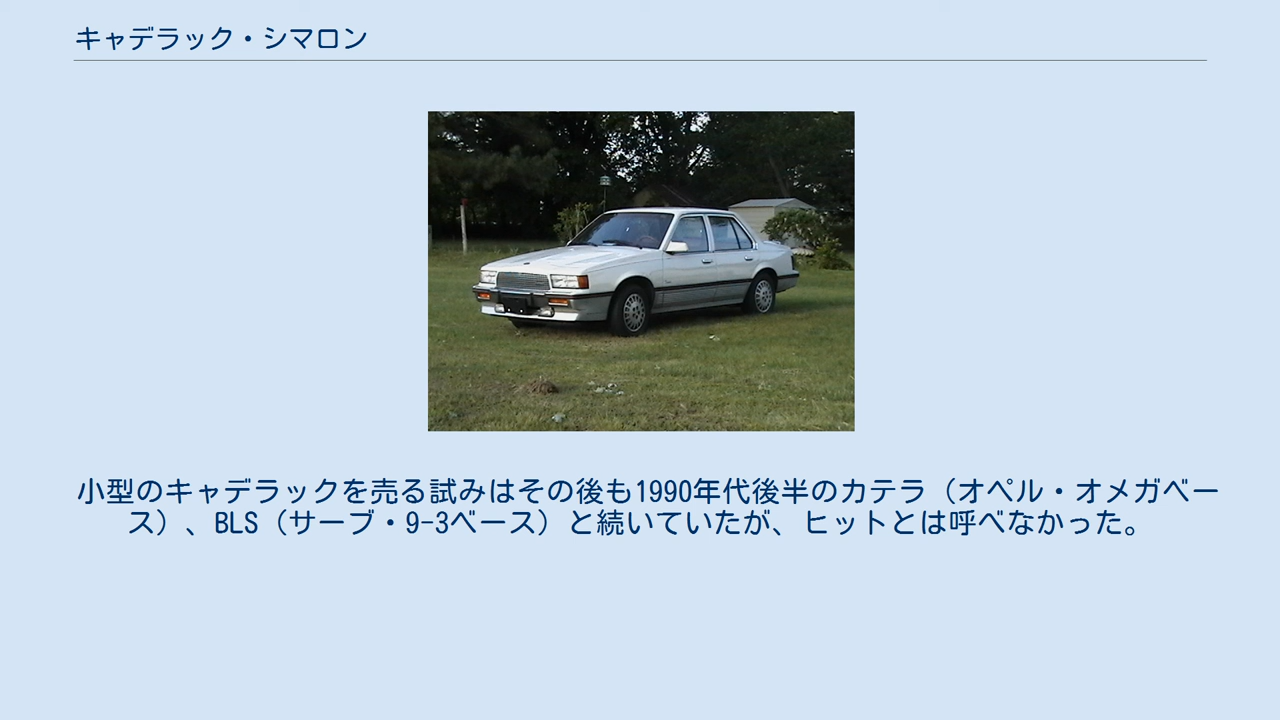 キャデラック・シマロン
小型のキャデラックを売る試みはその後も1990年代後半のカテラ（オペル・オメガベー
ス）、BLS（サーブ・9-3ベース）と続いていたが、ヒットとは呼べなかった。